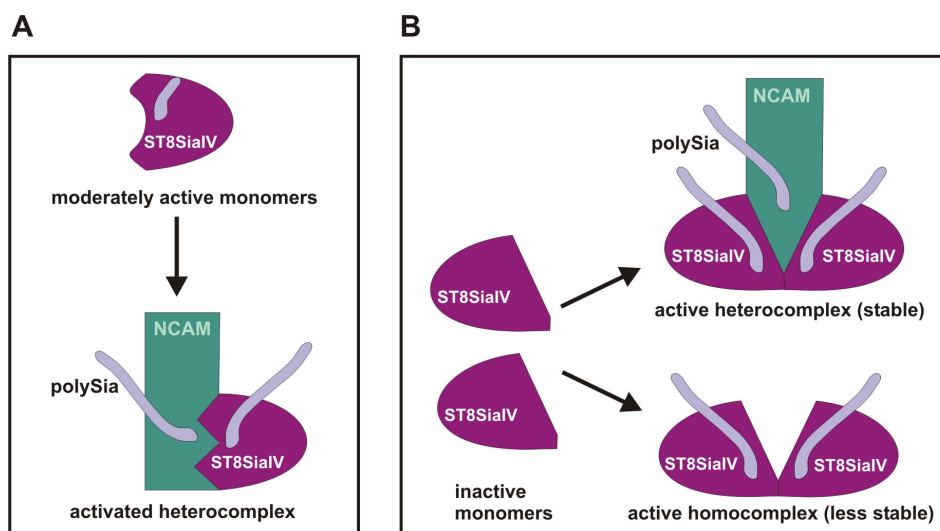 A
ST8SiaIV
moderately active monomers
NCAM
polySia
ST8SiaIV
activated heterocomplex
B
NCAM
polySia
ST8SiaIV
ST8SiaIV
active heterocomplex (stable)
ST8SiaIV
ST8SiaIV
inactive
monomers
ST8SiaIV
ST8SiaIV
active homocomplex (less stable)